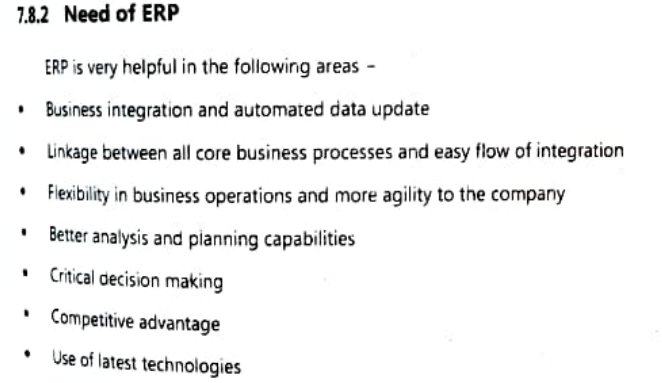 7.8.2 Need of ERP
ERP is very helpful in the following areas –
• Business integration and automated data update
• Linkage between all core business processes and easy flow of integration
• Flexibility in business operations and more agility to the company
• Better analysis and planning capabilities
• Critical decision making
• Competitive advantage
• Use of latest technologies